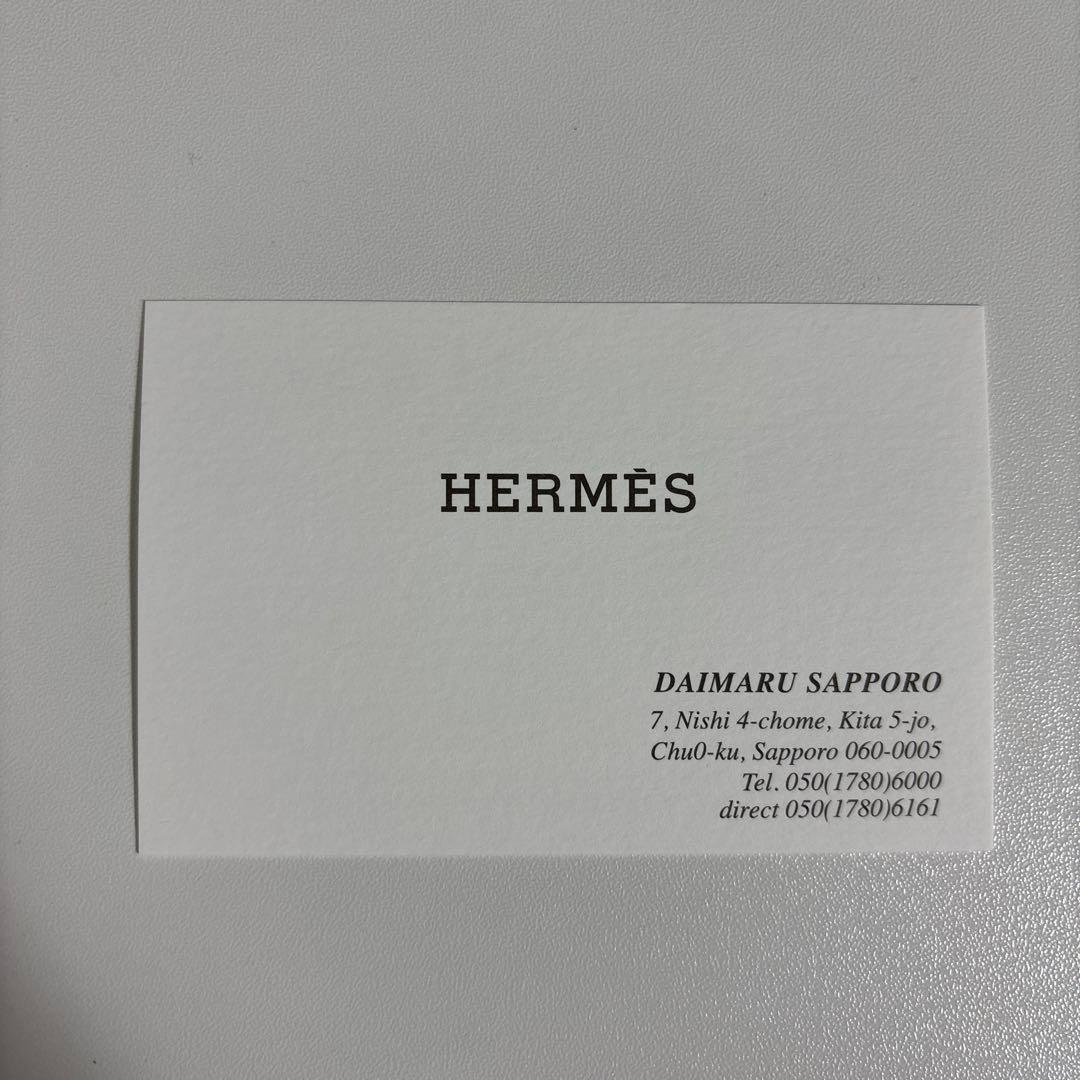 HERMÈS
DAIMARU SAPPORO
7, Nishi 4-chome, Kita 5-jo,
Chu0-ku, Sapporo 060-0005
Tel. 050(1780)6000
direct 050(1780)6161